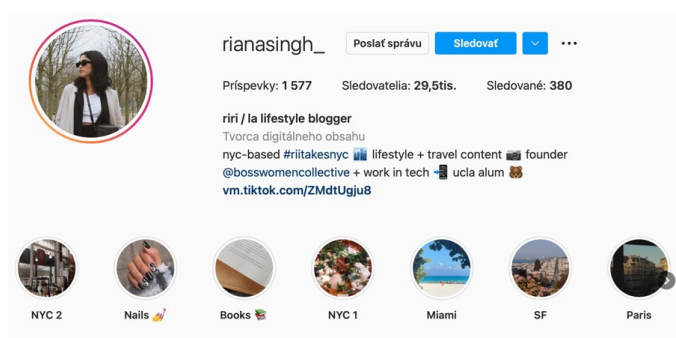 rianasingh_ Poslať správu Sledovať
Príspevky: 1 577 Sledovatelia: 29,5tis. Sledované: 380
riri / la lifestyle blogger
Tvorca digitálneho obsahu
nyc-based #riitakesnyc 🏙️ lifestyle + travel content 📷 founder
@bosswomencollective + work in tech 📲 ucla alum 🐻
vm.tiktok.com/ZMdtUgju8
NYC 2 Nails 💅 Books 📚 NYC 1 Miami SF Paris